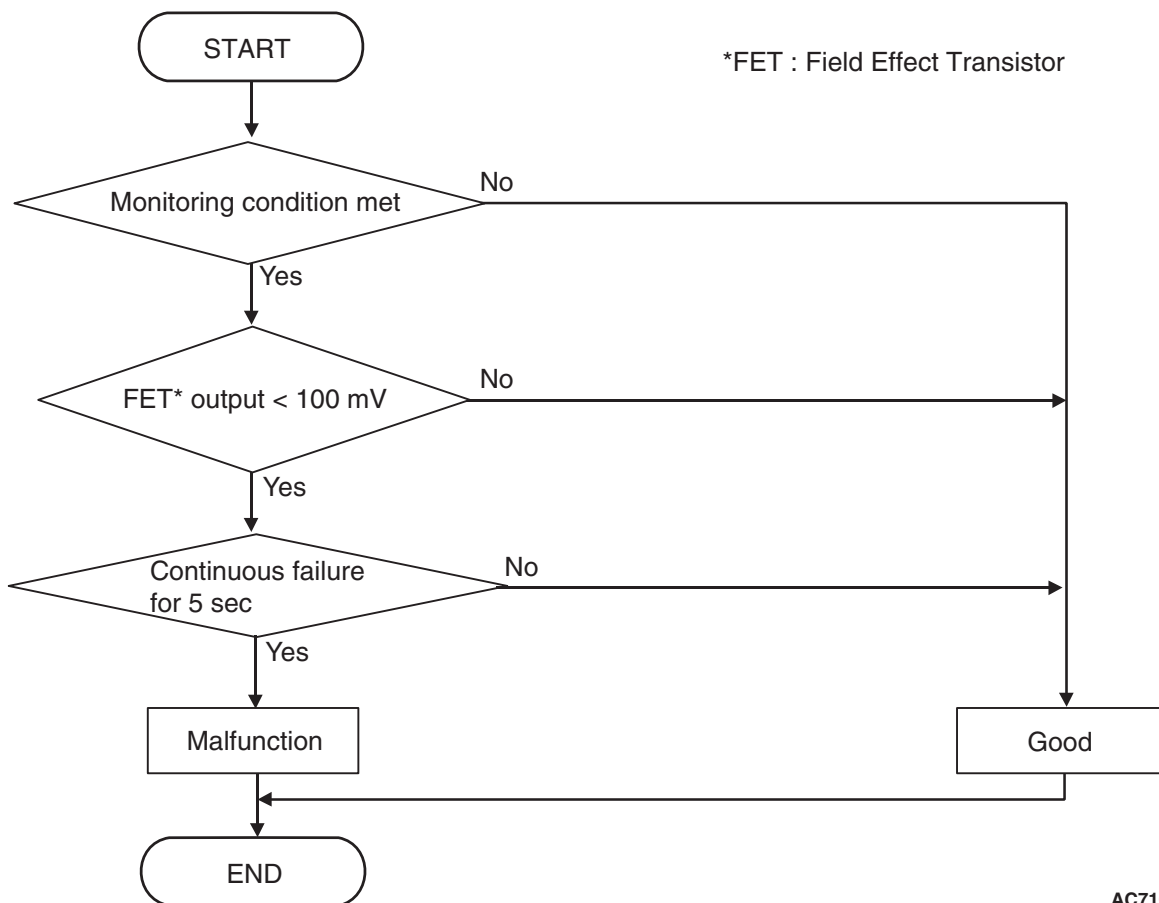 START
*FET : Field Effect Transistor
Monitoring condition met
No
Yes
FET* output < 100 mV
No
Yes
Continuous failure
for 5 sec
No
Yes
Malfunction
Good
END
AC71